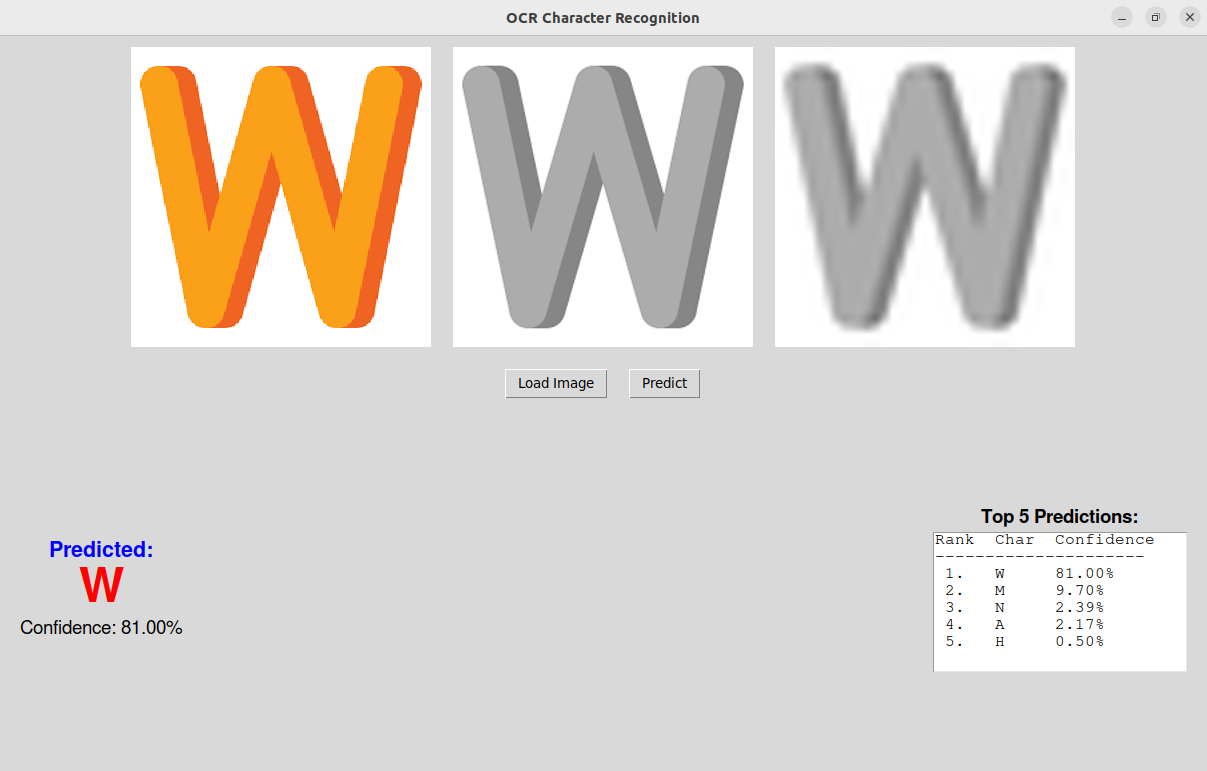 OCR Character Recognition
W W W
Load Image Predict
Predicted:
W
Confidence: 81.00%
Top 5 Predictions:
Rank Char Confidence
---------------------
1. W 81.00%
2. M 9.70%
3. N 2.39%
4. A 2.17%
5. H 0.50%